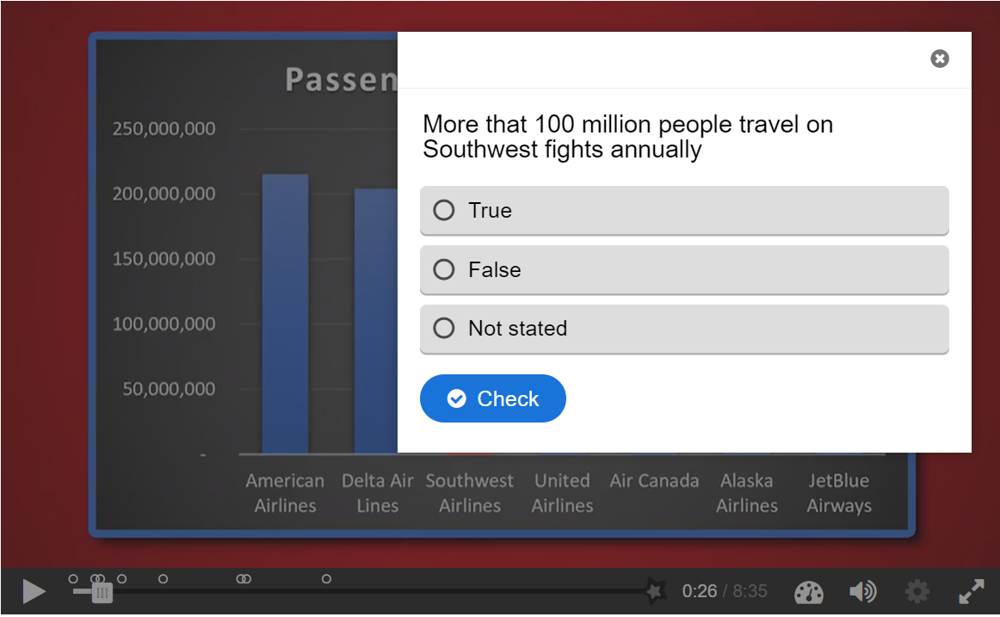 Passen
250,000,000
200,000,000
150,000,000
100,000,000
50,000,000
-
American Airlines
Delta Air Lines
Southwest Airlines
United Airlines
Air Canada
Alaska Airlines
JetBlue Airways
More that 100 million people travel on
Southwest fights annually
True
False
Not stated
Check
0:26 / 8:35